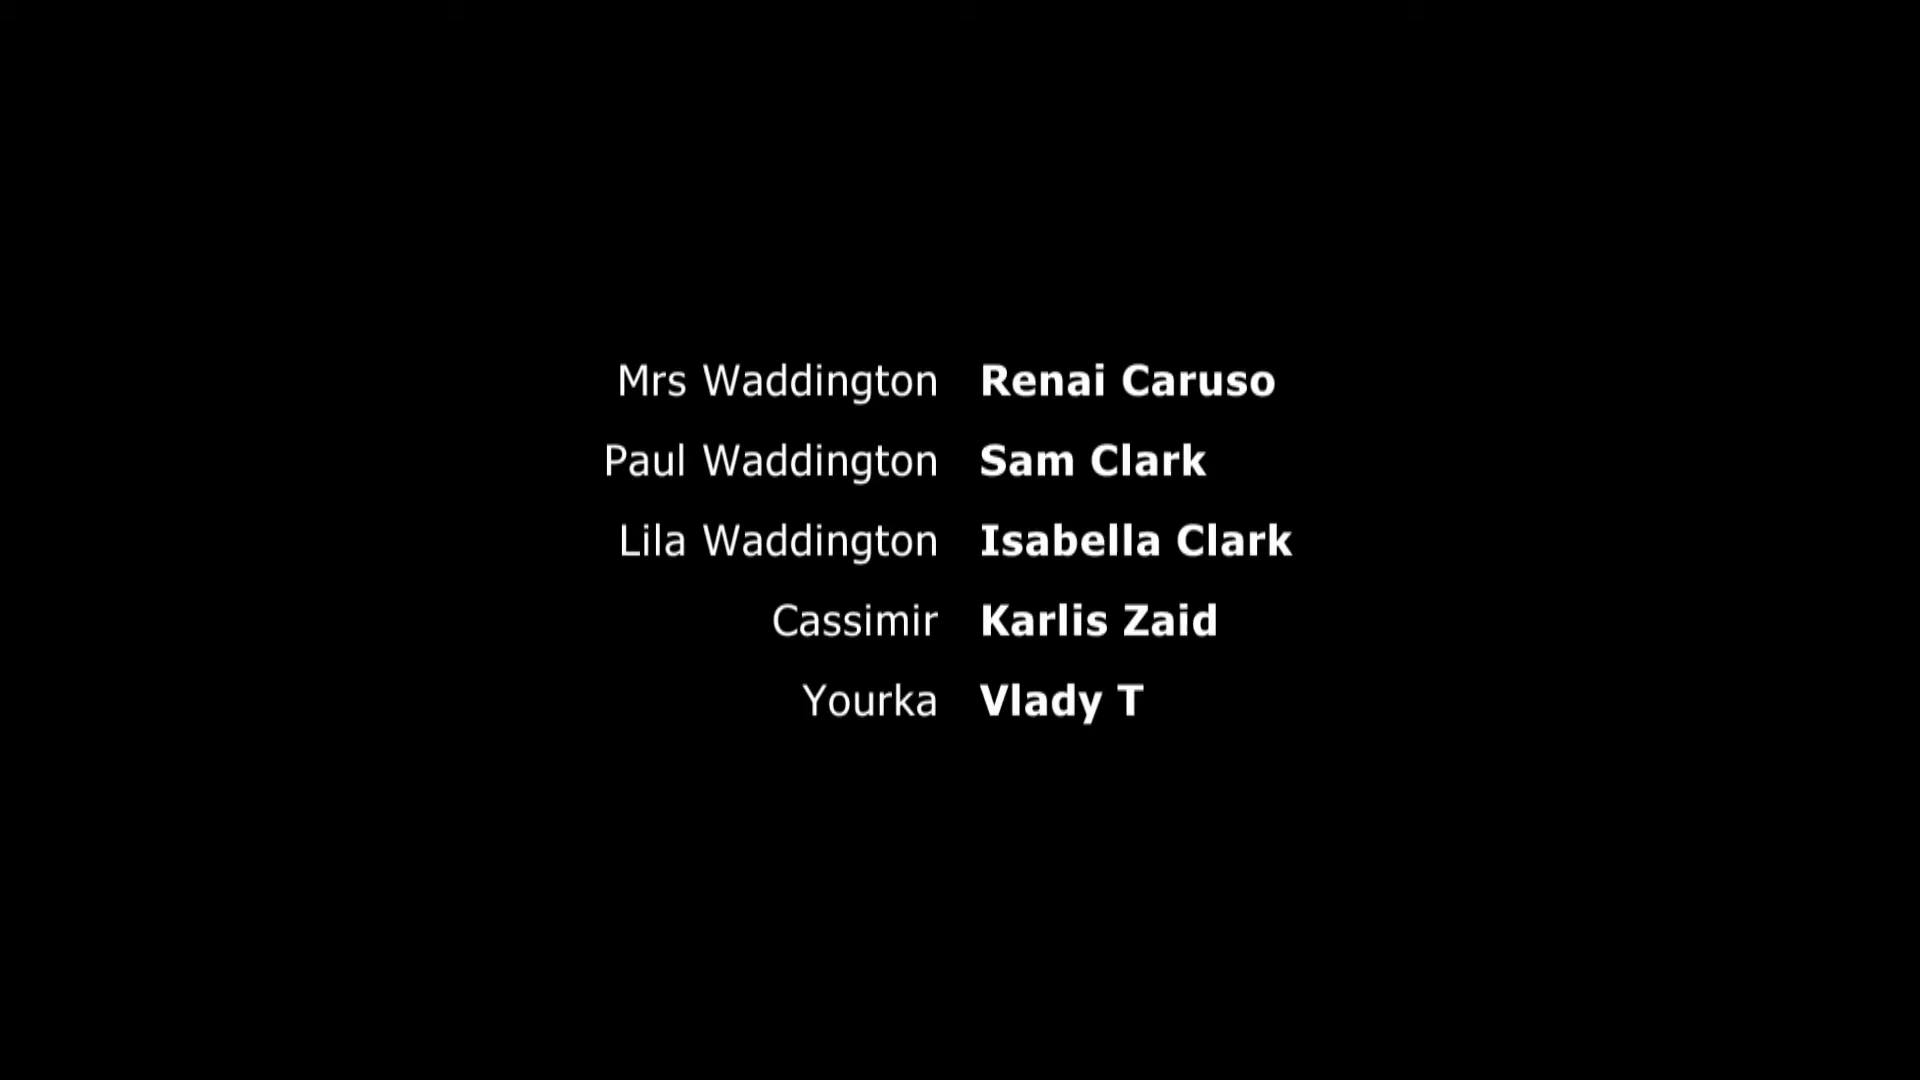 Mrs Waddington Renai Caruso
Paul Waddington Sam Clark
Lila Waddington Isabella Clark
Cassimir Karlis Zaid
Yourka Vlady T